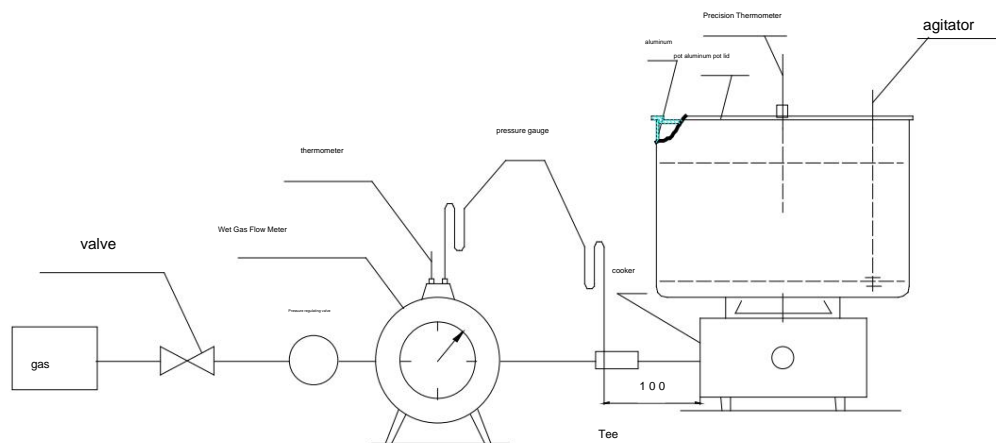 Precision Thermometer
agitator
aluminum
pot aluminum pot lid
pressure gauge
thermometer
Wet Gas Flow Meter
valve
cooker
Pressure regulating valve
gas
1 0 0
Tee